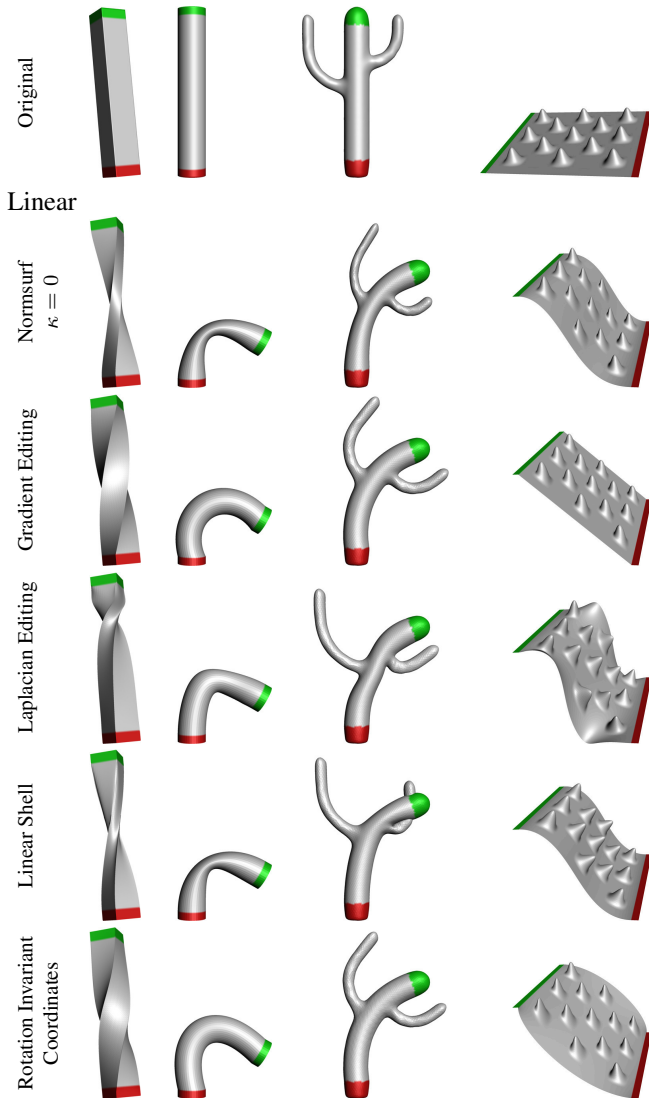 Original
Linear
Normsurf
κ = 0
Gradient Editing
Laplacian Editing
Linear Shell
Rotation Invariant
Coordinates